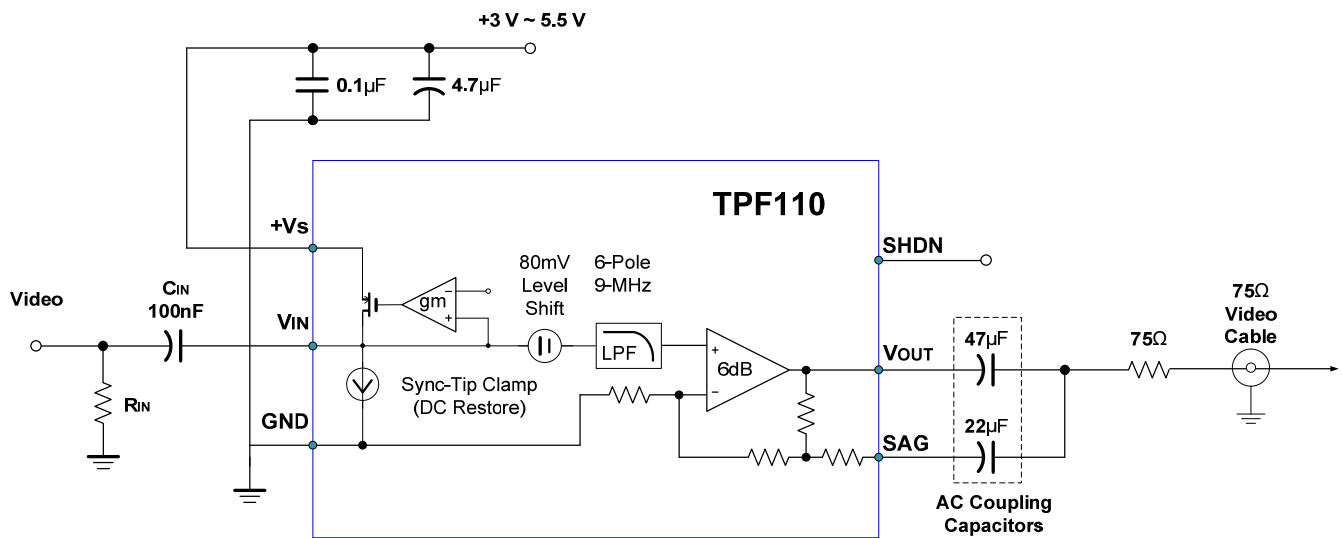 +3 V ~ 5.5 V
0.1µF
4.7µF
TPF110
+Vs
SHDN
80mV
Level
Shift
6-Pole
9-MHz
Video
CIN
100nF
VIN
gm
−
+
LPF
+
6dB
−
VOUT
47µF
75Ω
75Ω
Video
Cable
RIN
Sync-Tip Clamp
(DC Restore)
GND
22µF
SAG
AC Coupling
Capacitors